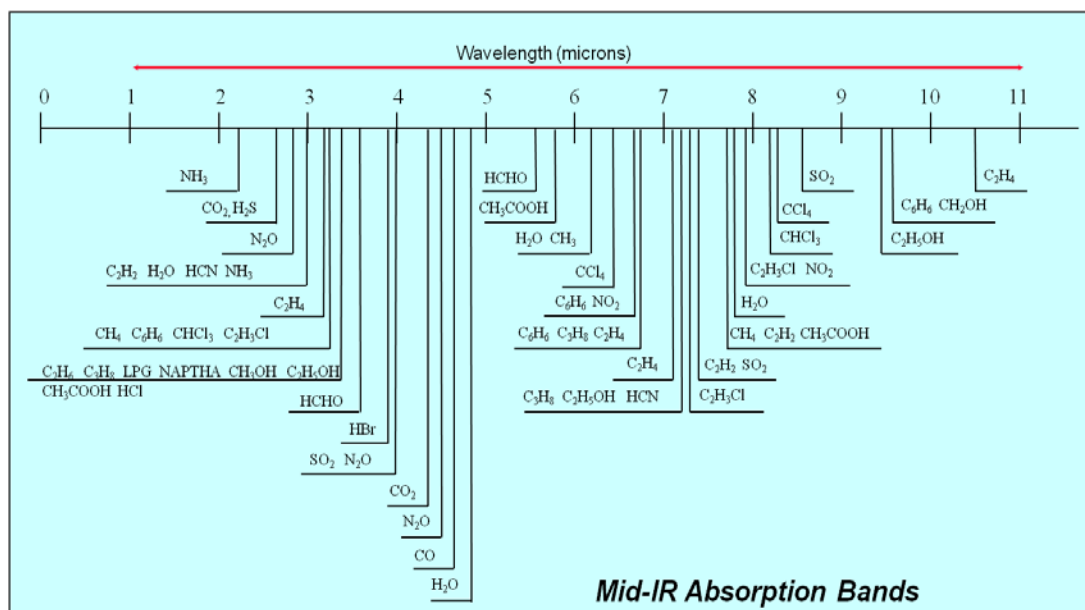 Wavelength (microns)
0 1 2 3 4 5 6 7 8 9 10 11
NH₃
CO₂, H₂S
N₂O
C₂H₂ H₂O HCN NH₃
C₂H₄
CH₄ C₆H₆ CHCl₃ C₂H₃Cl
C₂H₆ C₃H₈ LPG NAPTHA CH₃OH C₂H₅OH
CH₃COOH HCl
HCHO
HBr
SO₂ N₂O
CO₂
N₂O
CO
H₂O
HCHO
CH₃COOH
H₂O CH₃
CCl₄
C₆H₆ NO₂
C₆H₆ C₃H₈ C₂H₄
C₂H₄
C₃H₈ C₂H₅OH HCN
SO₂
CCl₄
CHCl₃
C₂H₃Cl NO₂
H₂O
CH₄ C₂H₂ CH₃COOH
C₂H₂ SO₂
C₂H₃Cl
C₂H₄
C₆H₆ CH₂OH
C₂H₅OH
Mid-IR Absorption Bands